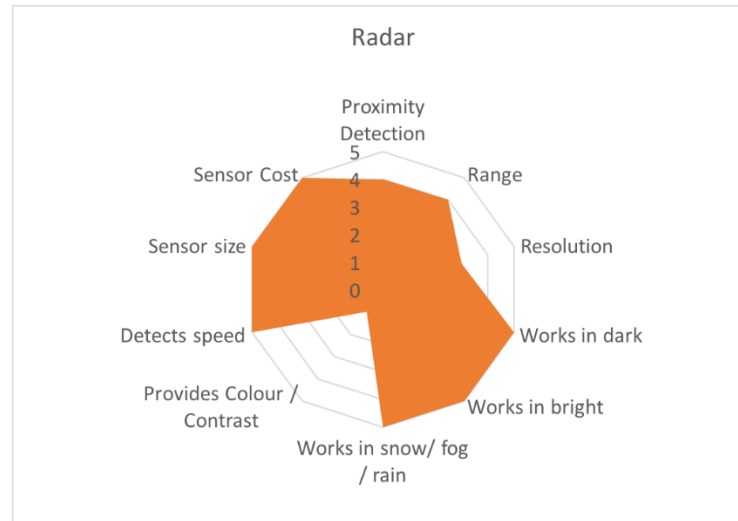 Radar
Proximity
Detection
5
4
3
2
1
0
Range
Resolution
Works in dark
Works in bright
Works in snow/ fog
/ rain
Provides Colour /
Contrast
Detects speed
Sensor size
Sensor Cost